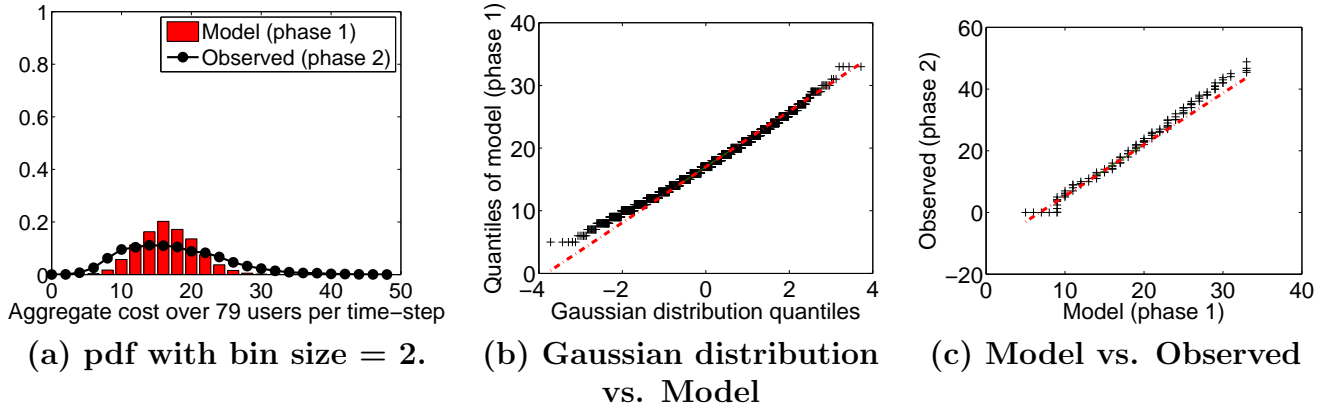 1
0.8
0.6
0.4
0.2
0
0 10 20 30 40 50
Model (phase 1)
Observed (phase 2)
Aggregate cost over 79 users per time−step
(a) pdf with bin size = 2.
Quantiles of model (phase 1)
40
30
20
10
0
−4 −2 0 2 4
Gaussian distribution quantiles
(b) Gaussian distribution
vs. Model
Observed (phase 2)
60
40
20
0
−20
0 10 20 30 40
Model (phase 1)
(c) Model vs. Observed